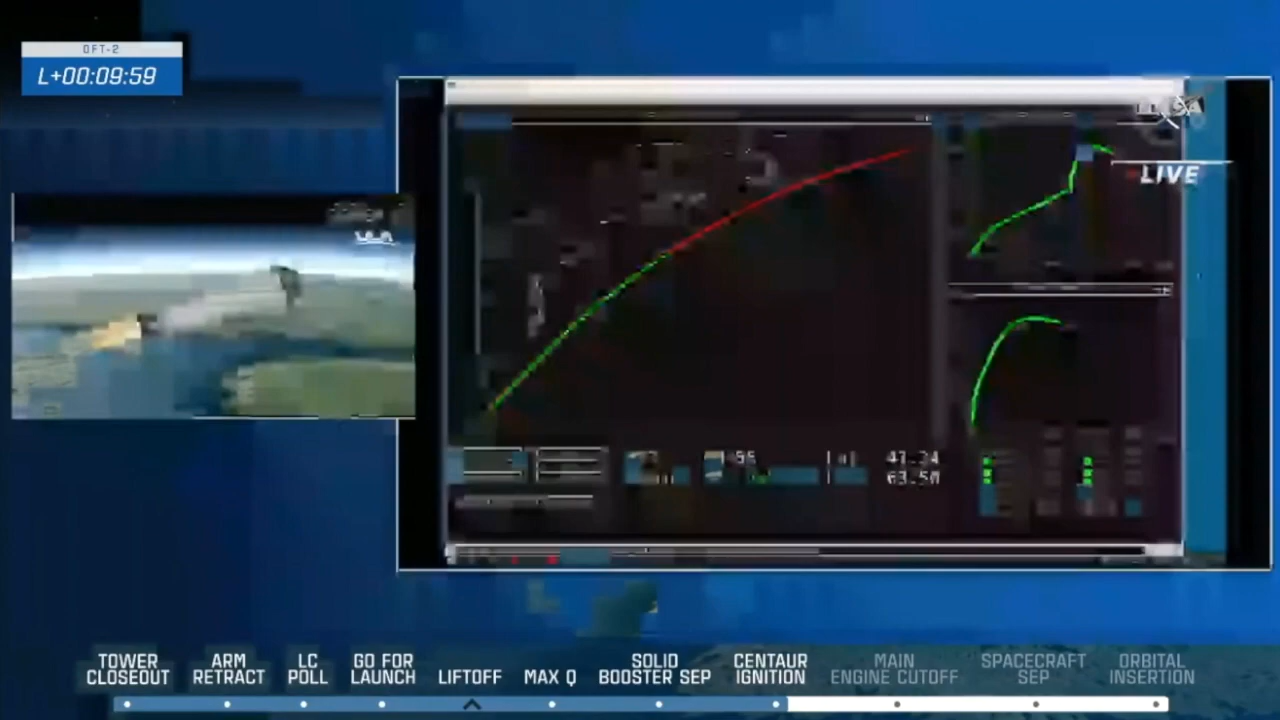 OFT-2
L+00:09:59
LIVE
47.24
63.50
TOWER
CLOSEOUT
ARM
RETRACT
LC
POLL
GO FOR
LAUNCH
LIFTOFF
MAX Q
SOLID
BOOSTER SEP
CENTAUR
IGNITION
MAIN
ENGINE CUTOFF
SPACECRAFT
SEP
ORBITAL
INSERTION